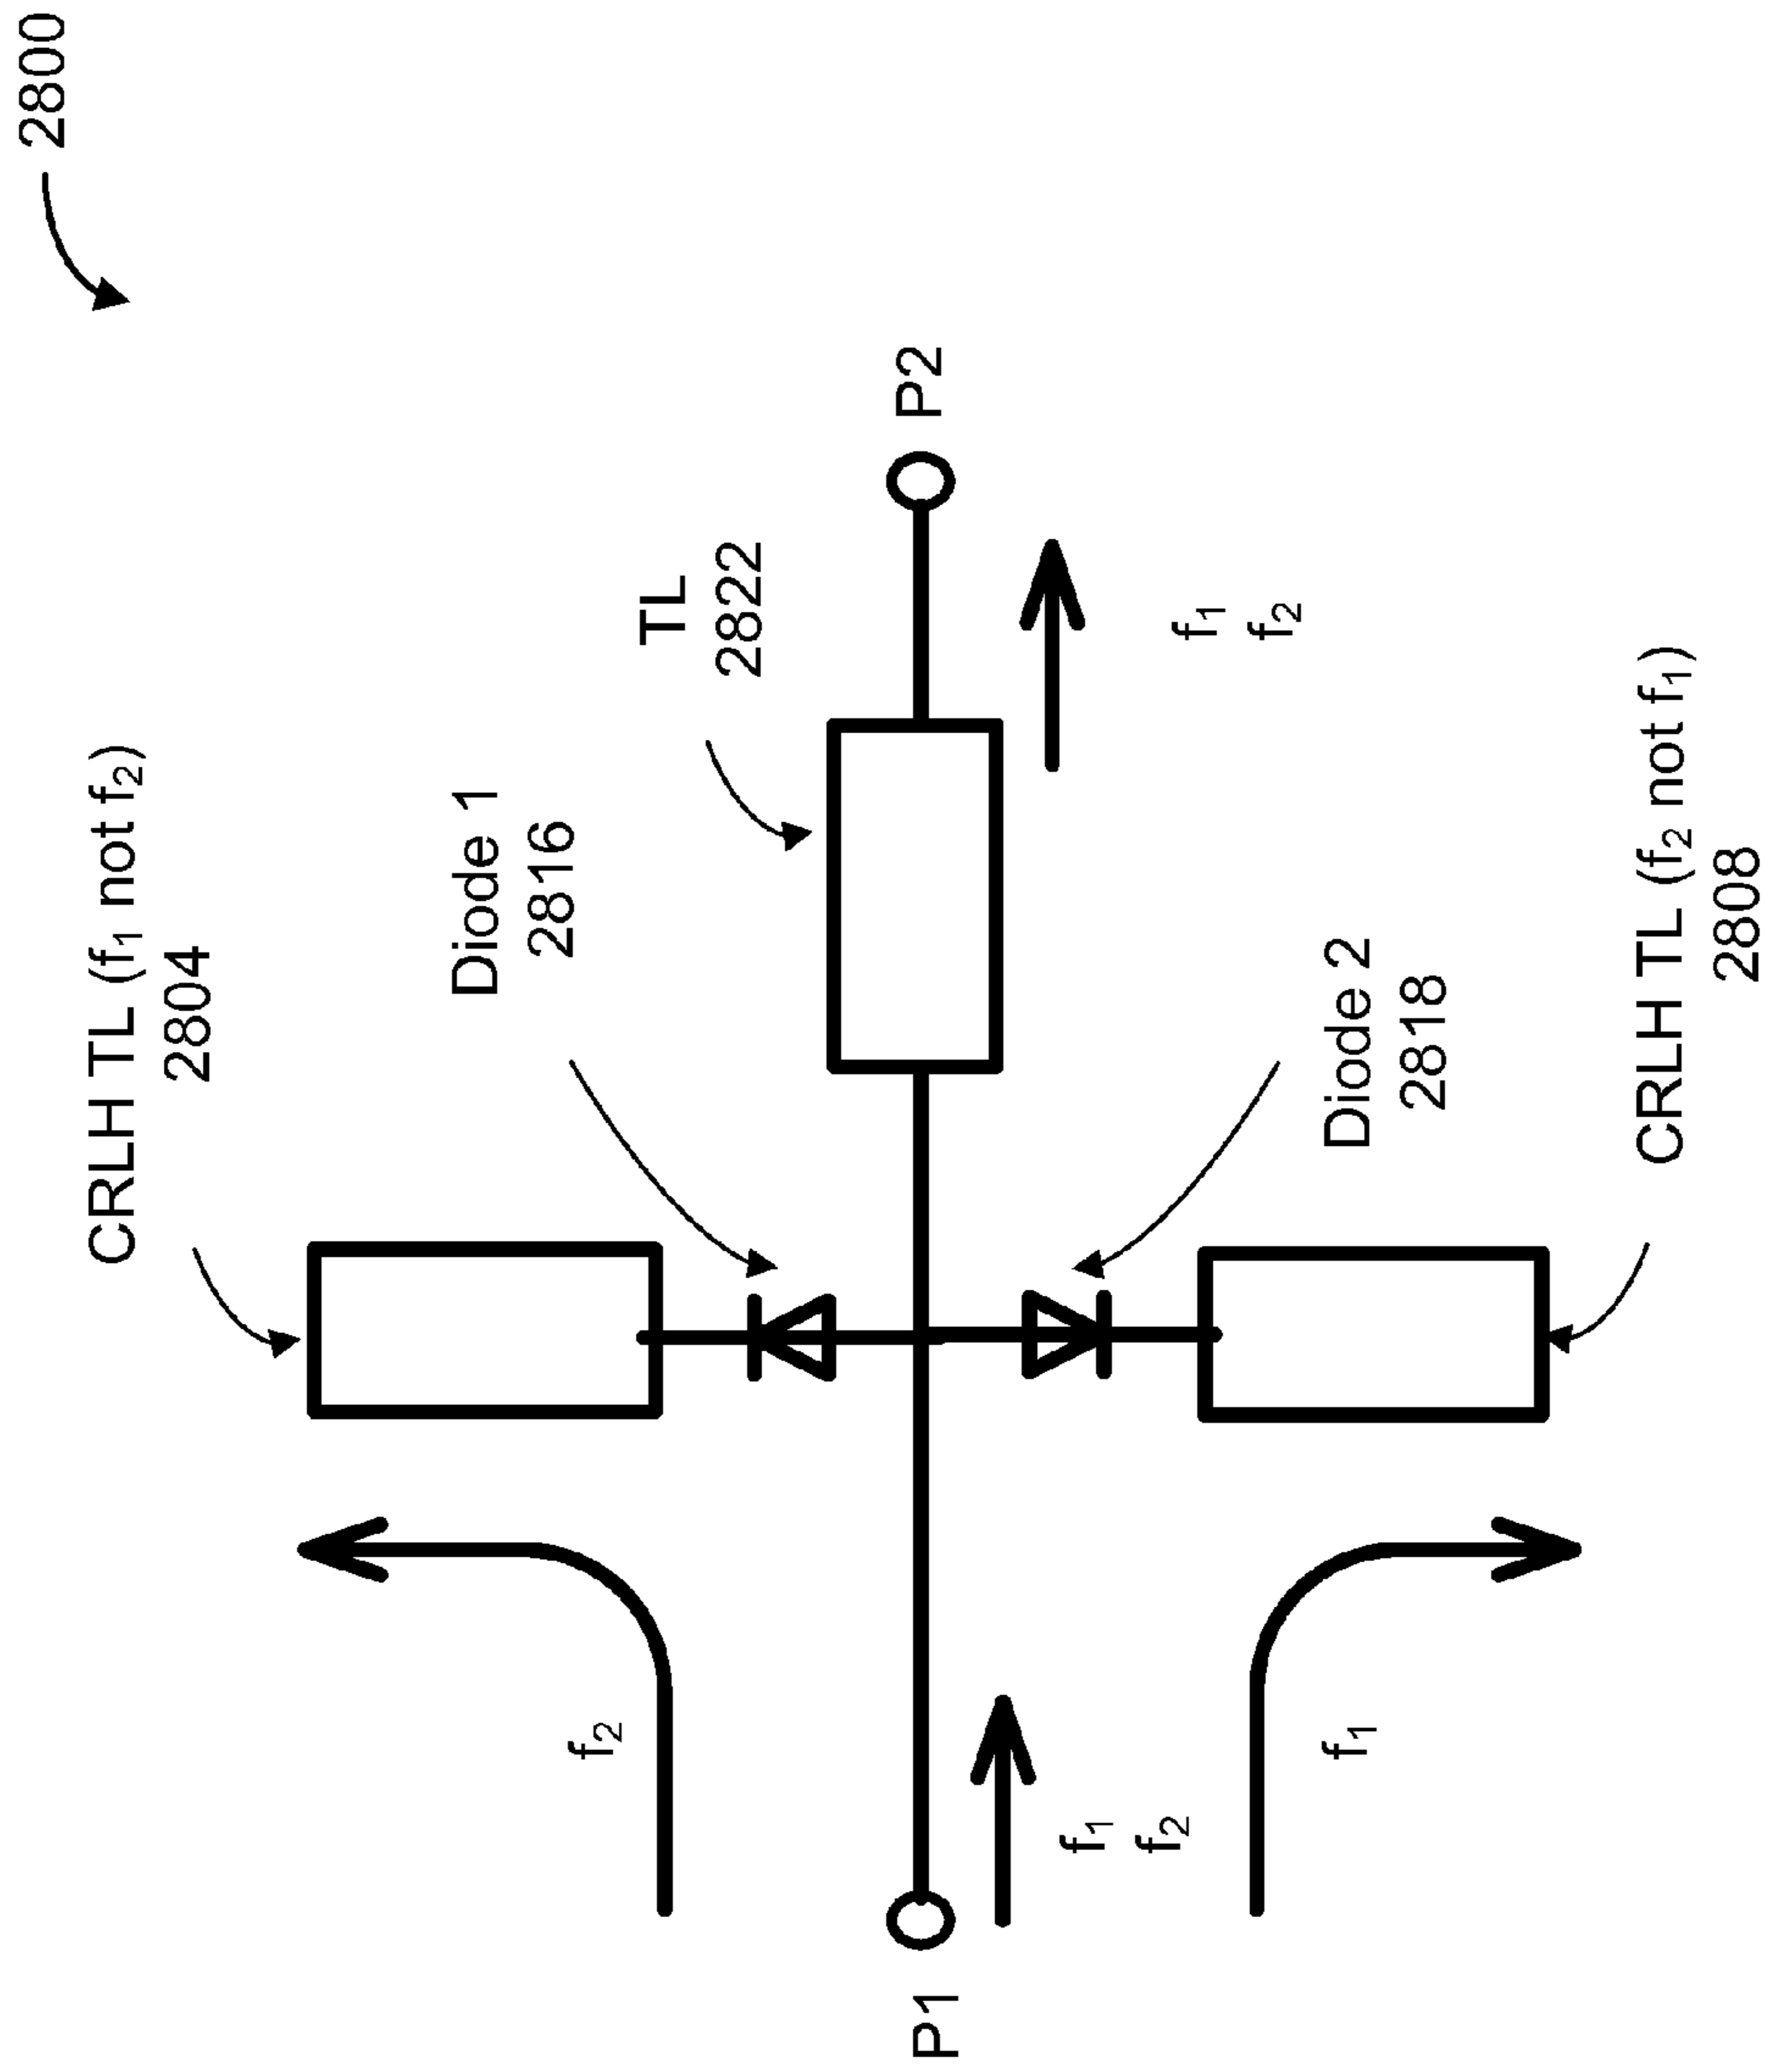 2800
CRLH TL (f₁ not f₂)
2804
Diode 1
2816
TL
2822
P2
f₂
P1
f₁
f₂
f₁
f₂
f₁
Diode 2
2818
CRLH TL (f₂ not f₁)
2808